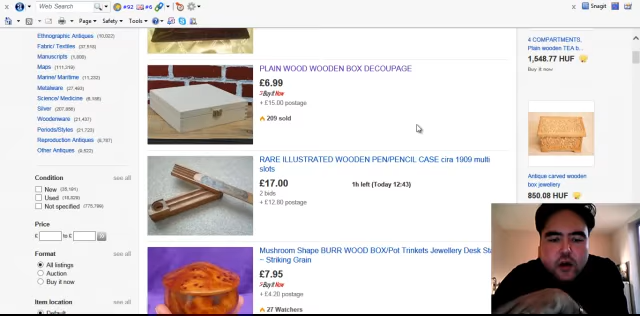 Web Search
#92
#6
Snagit
Page
Safety
Tools
Ethnographic Antiques
Fabric/ Textiles
Manuscripts
Maps
Marine/ Maritime
Metalware
Science/ Medicine
Silver
Woodenware
Periods/Styles
Reproduction Antiques
Other Antiques
Condition
see all
New
Used
Not specified
Price
£ to £
Format
see all
All listings
Auction
Buy it now
Item location
see all
Default
PLAIN WOOD WOODEN BOX DECOUPAGE
£6.99
Buy It Now
+ £15.00 postage
209 sold
RARE ILLUSTRATED WOODEN PEN/PENCIL CASE cira 1909 multi
slots
£17.00
1h left (Today 12:43)
2 bids
+ £12.80 postage
Mushroom Shape BURR WOOD BOX/Pot Trinkets Jewellery Desk
– Striking Grain
£7.95
Buy It Now
+ £4.20 postage
27 Watchers
4 COMPARTMENTS,
Plain wooden TEA b..
1,548.77 HUF
Buy it now
Antique carved wooden
box jewellery
850.08 HUF